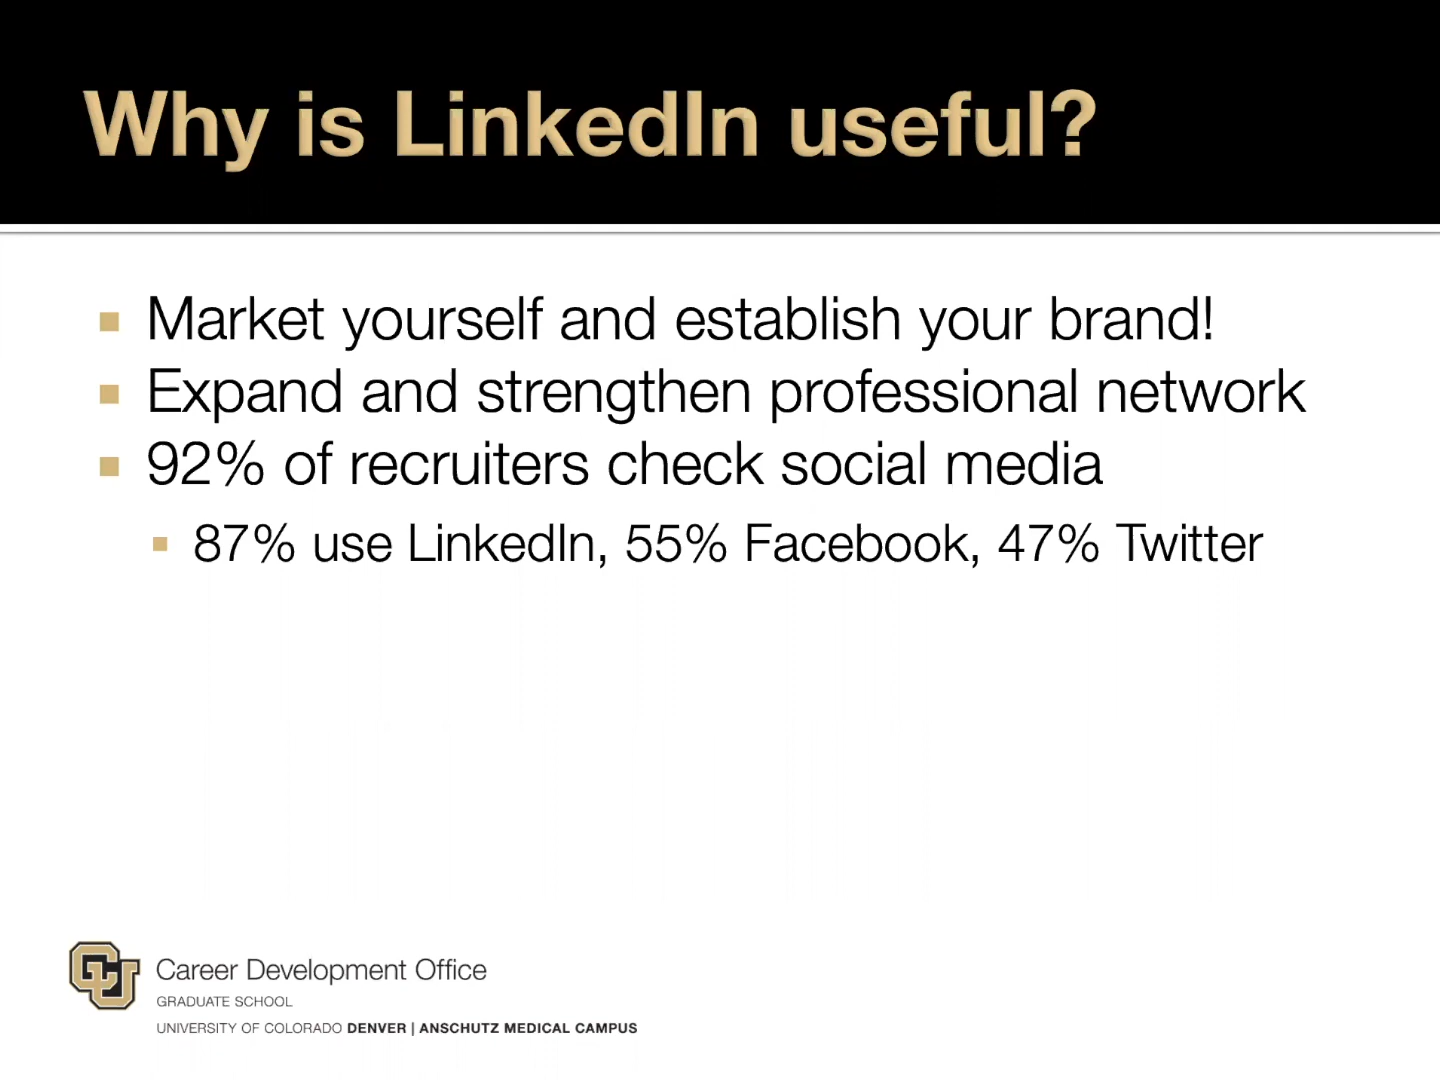 Why is LinkedIn useful?
Market yourself and establish your brand!
Expand and strengthen professional network
92% of recruiters check social media
87% use LinkedIn, 55% Facebook, 47% Twitter
CU Career Development Office
GRADUATE SCHOOL
UNIVERSITY OF COLORADO DENVER | ANSCHUTZ MEDICAL CAMPUS